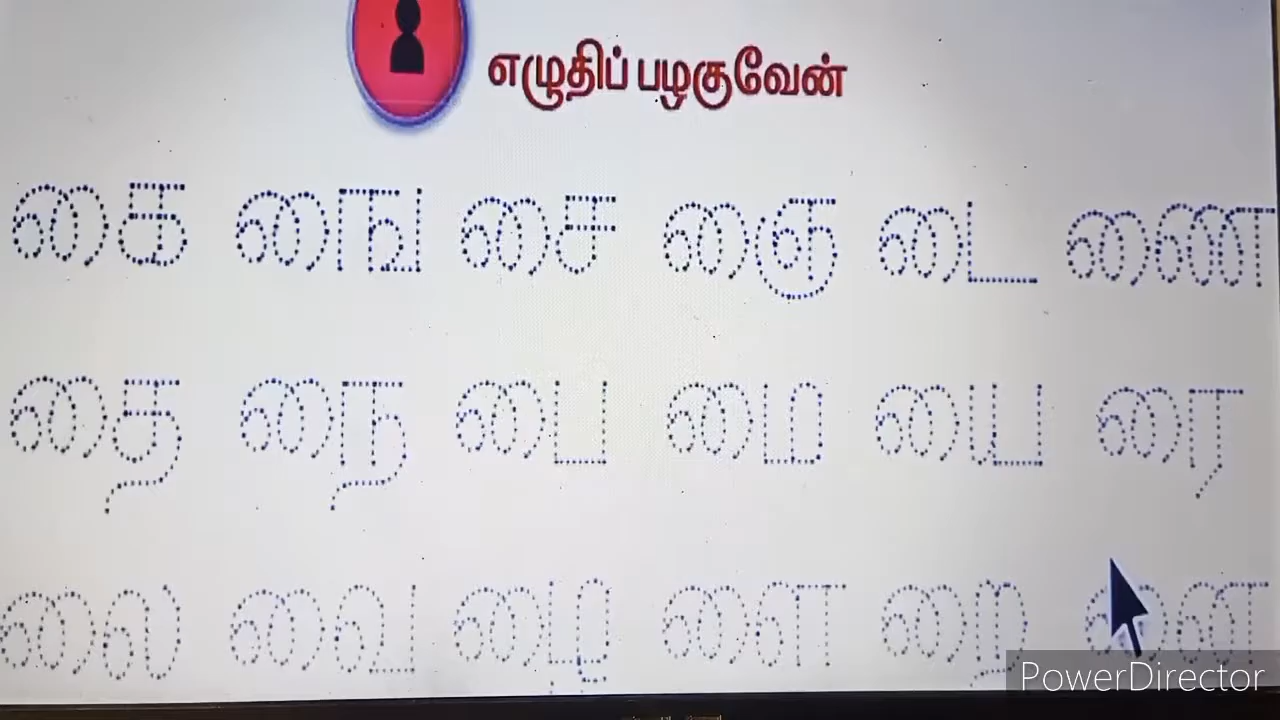 எழுதிப் பழகுவேன்
கை ஙை சை ஞை டை ணை
தை நை பை மை யை ரை
லை வை ழை ளை றை னை
PowerDirector